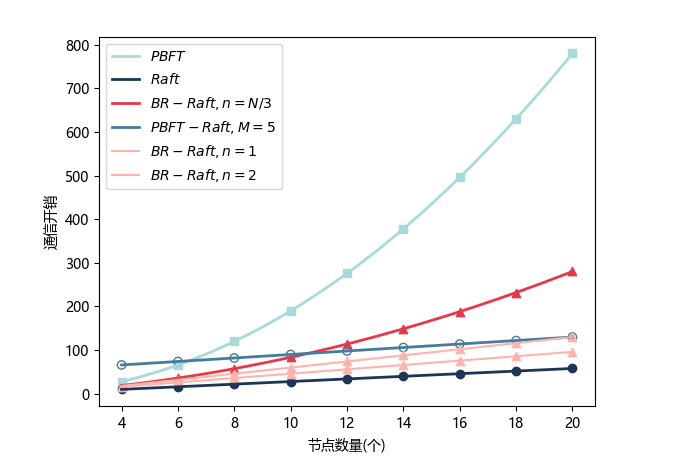 800
700
600
500
400
300
200
100
0
通信开销
PBFT
Raft
BR − Raft, n = N/3
PBFT − Raft, M = 5
BR − Raft, n = 1
BR − Raft, n = 2
4 6 8 10 12 14 16 18 20
节点数量(个)